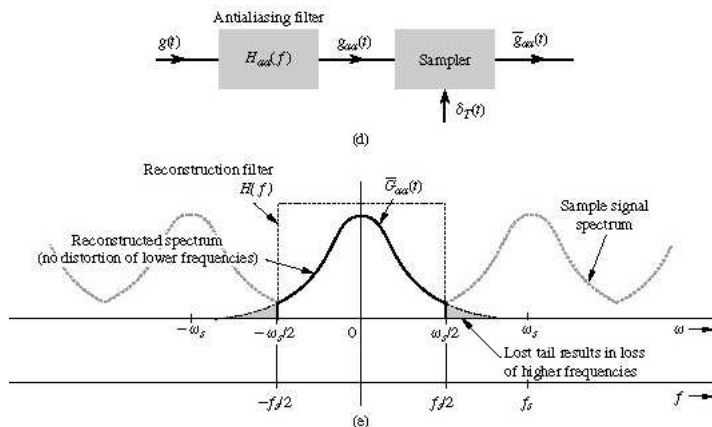 Antialiasing filter
g(t)
H_aa(f)
g_aa(t)
Sampler
g̅_aa(t)
δ_T(t)
(d)
Reconstruction filter
H(f)
G̅_aa(t)
Sample signal
spectrum
Reconstructed spectrum
(no distortion of lower frequencies)
−ω_s
−ω_s/2
0
ω_s/2
ω_s
ω
Lost tail results in loss
of higher frequencies
−f_s/2
f_s/2
f_s
f
(e)